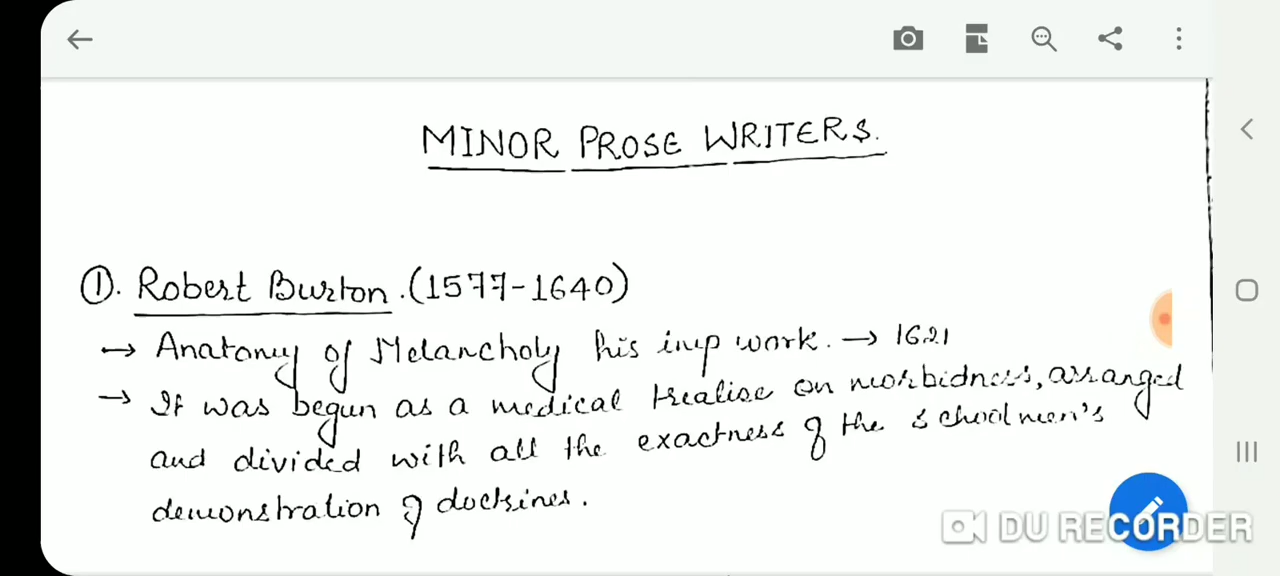 MINOR PROSE WRITERS.
①. Robert Burton. (1577-1640)
→ Anatomy of Melancholy his imp work. → 1621
→ It was begun as a medical trealise on morbidness, arranged
and divided with all the exactness of the schoolmen's
demonstration of doctrines.
DU RECORDER